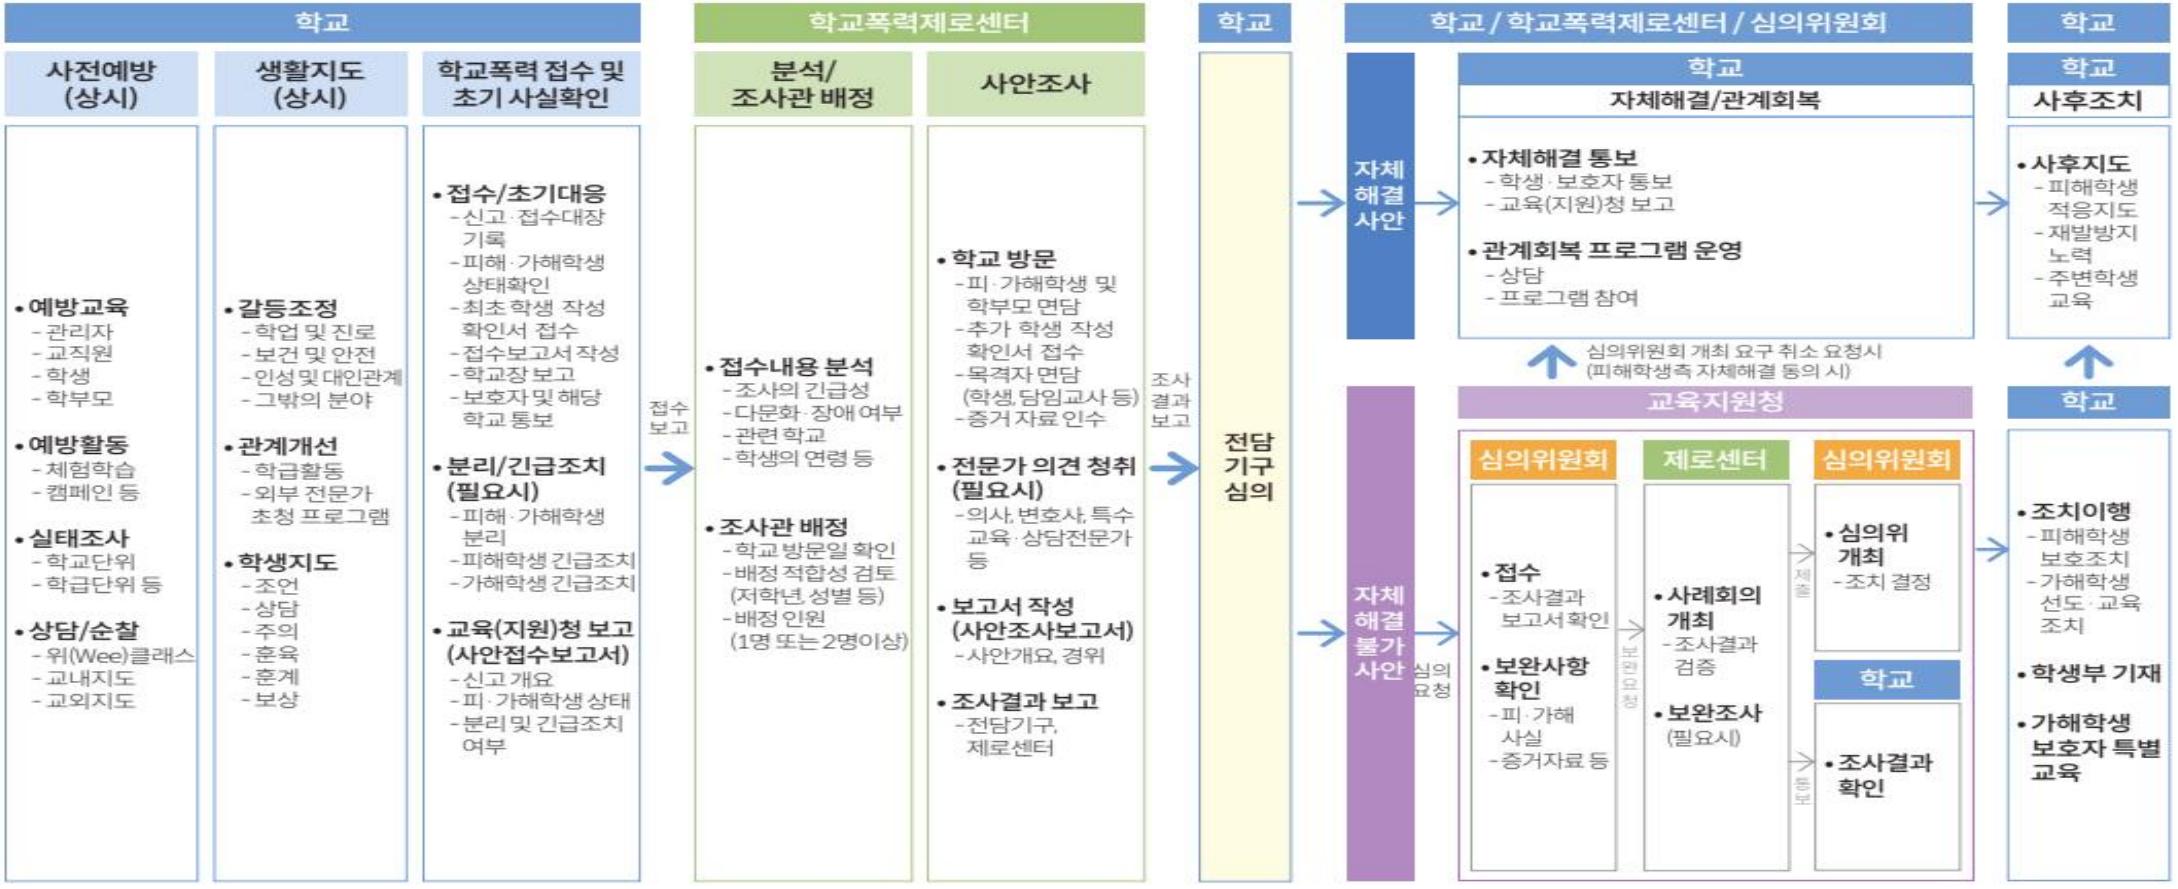 학교
사전예방
(상시)
• 예방교육
- 관리자
- 교직원
- 학생
- 학부모
• 예방활동
- 체험학습
- 캠페인 등
• 실태조사
- 학교단위
- 학급단위 등
• 상담/순찰
- 위(Wee)클래스
- 교내지도
- 교외지도
생활지도
(상시)
• 갈등조정
- 학업 및 진로
- 보건 및 안전
- 인성 및 대인관계
- 그밖의 분야
• 관계개선
- 학급활동
- 외부 전문가
초청 프로그램
• 학생지도
- 조언
- 상담
- 주의
- 훈육
- 훈계
- 보상
학교폭력 접수 및
초기 사실확인
• 접수/초기대응
- 신고·접수대장
기록
- 피해·가해학생
상태확인
- 최초 학생 작성
확인서 접수
- 접수보고서 작성
- 학교장 보고
- 보호자 및 해당
학교 통보
• 분리/긴급조치
(필요시)
- 피해·가해학생
분리
- 피해학생 긴급조치
- 가해학생 긴급조치
• 교육(지원)청 보고
(사안접수보고서)
- 신고 개요
- 피·가해학생 상태
- 분리 및 긴급조치
여부
접수
보고
학교폭력제로센터
분석/
조사관 배정
• 접수내용 분석
- 조사의 긴급성
- 다문화·장애 여부
- 관련 학교
- 학생의 연령 등
• 조사관 배정
- 학교 방문일 확인
- 배정 적합성 검토
(저학년, 성별 등)
- 배정 인원
(1명 또는 2명이상)
사안조사
• 학교 방문
- 피·가해학생 및
학부모 면담
- 추가 학생 작성
확인서 접수
- 목격자 면담
(학생, 담임교사 등)
- 증거 자료 인수
• 전문가 의견 청취
(필요시)
- 의사, 변호사, 특수
교육·상담전문가
등
• 보고서 작성
(사안조사보고서)
- 사안개요, 경위
• 조사결과 보고
- 전담기구,
제로센터
조사
결과
보고
학교
전담
기구
심의
학교 / 학교폭력제로센터 / 심의위원회
자체
해결
사안
학교
자체해결/관계회복
• 자체해결 통보
- 학생·보호자 통보
- 교육(지원)청 보고
• 관계회복 프로그램 운영
- 상담
- 프로그램 참여
심의위원회 개최 요구 취소 요청시
(피해학생측 자체해결 동의 시)
자체
해결
불가
사안
심의
요청
교육지원청
심의위원회
• 접수
- 조사결과
보고서 확인
• 보완사항
확인
- 피·가해
사실
- 증거자료 등
보완요청
제로센터
• 사례회의
개최
- 조사결과
검증
• 보완조사
(필요시)
제출
통보
심의위원회
• 심의위
개최
- 조치 결정
학교
• 조사결과
확인
학교
학교
사후조치
• 사후지도
- 피해학생
적응지도
- 재발방지
노력
- 주변학생
교육
학교
• 조치이행
- 피해학생
보호조치
- 가해학생
선도·교육
조치
• 학생부 기재
• 가해학생
보호자 특별
교육